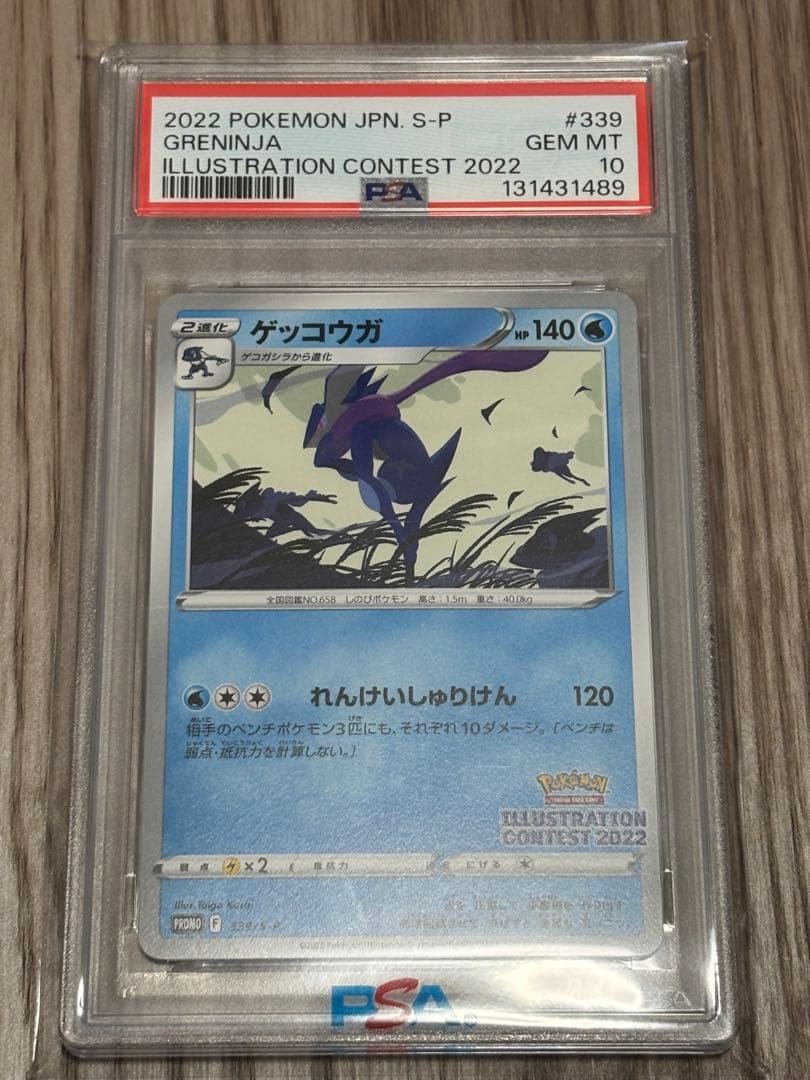 2022 POKEMON JPN. S-P #339
GRENINJA GEM MT
ILLUSTRATION CONTEST 2022 10
PSA 131431489
2進化 ゲッコウガ HP 140
ゲコガシラから進化
全国図鑑NO.658 しのびポケモン 高さ:1.5m 重さ:40.0kg
れんけいしゅりけん 120
相手のベンチポケモン3匹にも、それぞれ10ダメージ。[ベンチは
弱点・抵抗力を計算しない。]
Pokémon
ILLUSTRATION
CONTEST 2022
弱点 ×2 抵抗力 にげる
Illus. Taiga Kasai
PROMO F 339/S-P
PSA